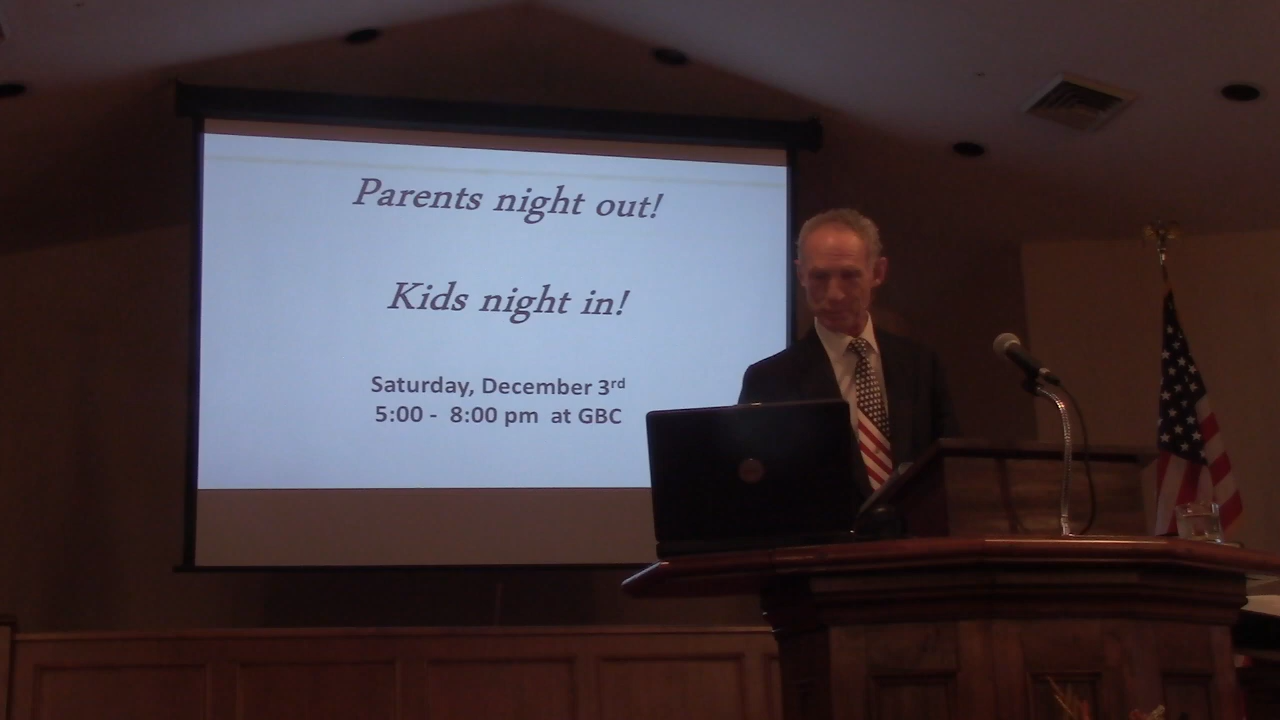 Parents night out!
Kids night in!
Saturday, December 3rd
5:00 - 8:00 pm at GBC